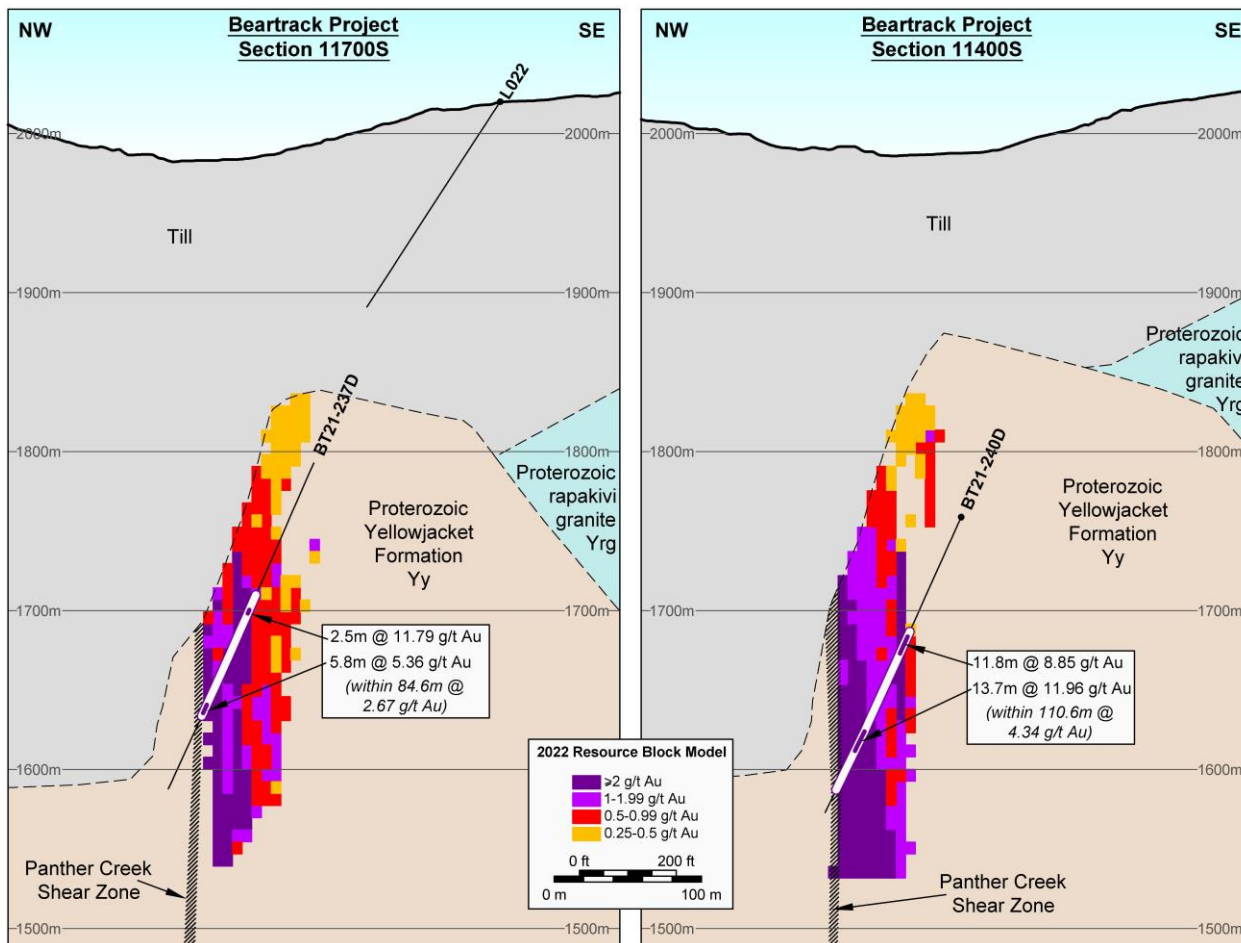 NW
Beartrack Project
Section 11700S
SE
L022
2000m
2000m
Till
1900m
1900m
BT21-237D
1800m
1800m
Proterozoic
rapakivi
granite
Yrg
Proterozoic
Yellowjacket
Formation
Yy
1700m
1700m
2.5m @ 11.79 g/t Au
5.8m @ 5.36 g/t Au
(within 84.6m @
2.67 g/t Au)
1600m
Panther Creek
Shear Zone
1500m
2022 Resource Block Model
⩾2 g/t Au
1-1.99 g/t Au
0.5-0.99 g/t Au
0.25-0.5 g/t Au
0 ft
200 ft
0 m
100 m
NW
Beartrack Project
Section 11400S
SE
2000m
2000m
Till
1900m
1900m
Proterozoic
rapakivi
granite
Yrg
1800m
1800m
BT21-240D
Proterozoic
Yellowjacket
Formation
Yy
1700m
1700m
11.8m @ 8.85 g/t Au
13.7m @ 11.96 g/t Au
(within 110.6m @
4.34 g/t Au)
1600m
1600m
Panther Creek
Shear Zone
1500m
1500m